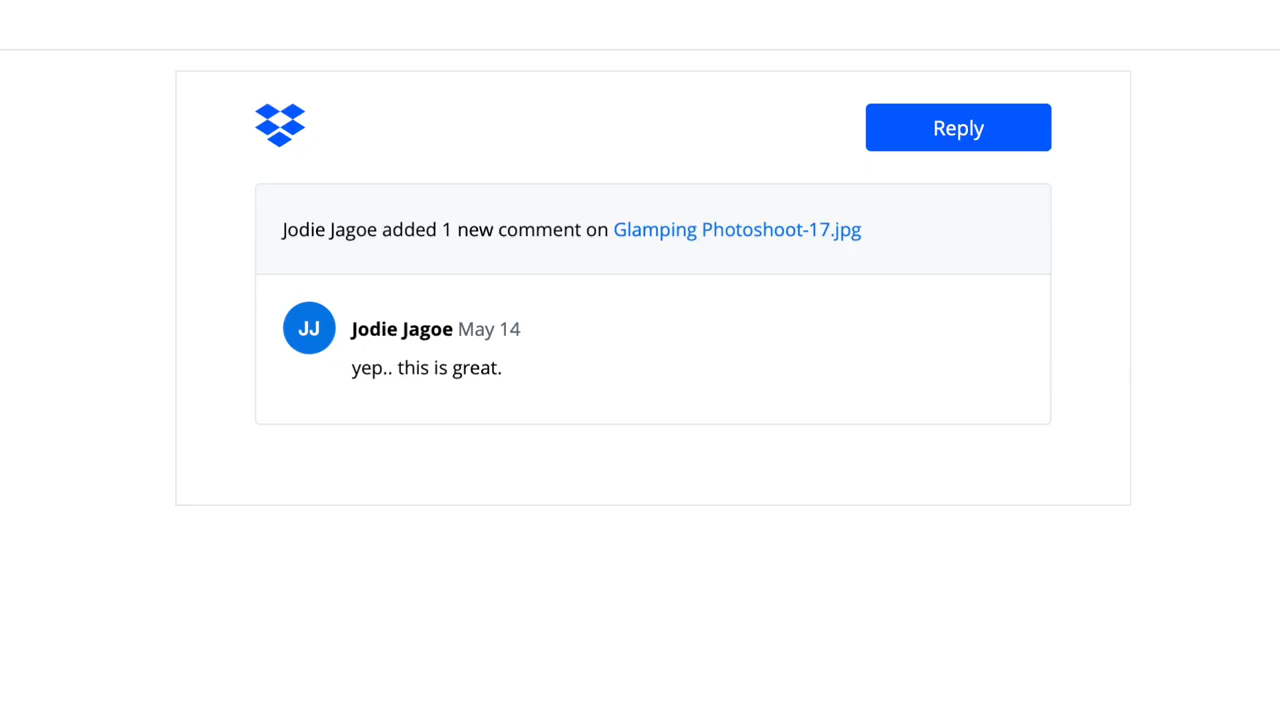 Reply
Jodie Jagoe added 1 new comment on Glamping Photoshoot-17.jpg
JJ
Jodie Jagoe May 14
yep.. this is great.